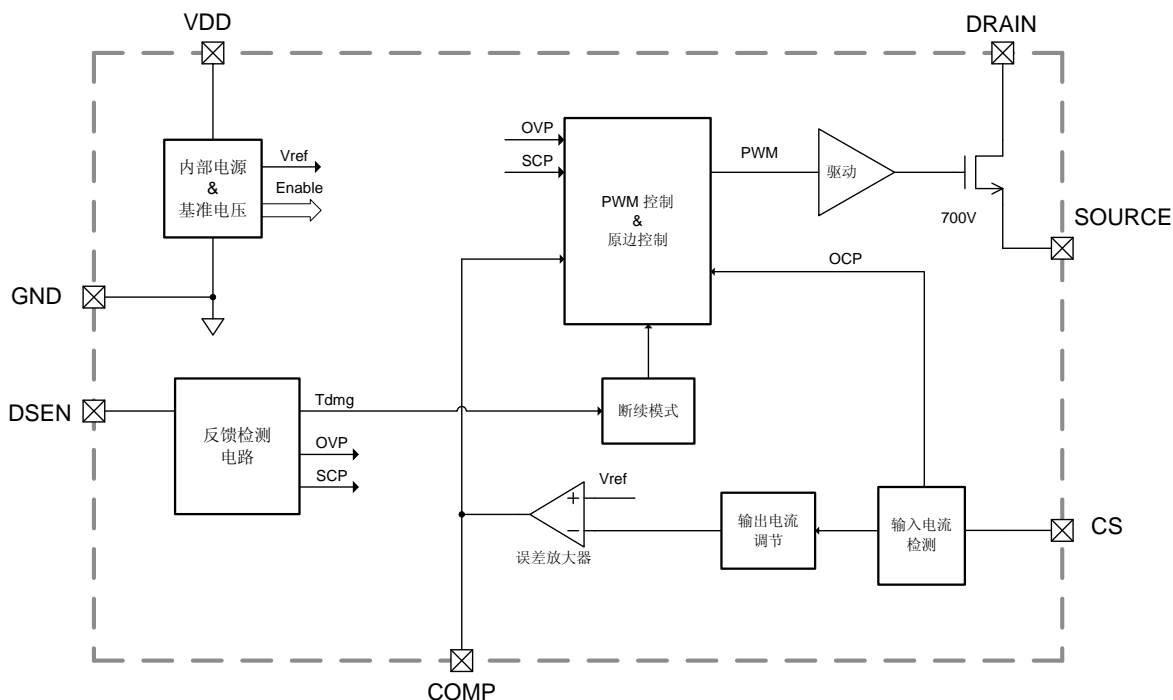 VDD
DRAIN
OVP
SCP
PWM
驱动
内部电源
&
基准电压
Vref
Enable
PWM 控制
&
原边控制
700V
SOURCE
OCP
GND
DSEN
Tdmg
断续模式
反馈检测
电路
OVP
SCP
Vref
误差放大器
输出电流
调节
输入电流
检测
CS
COMP